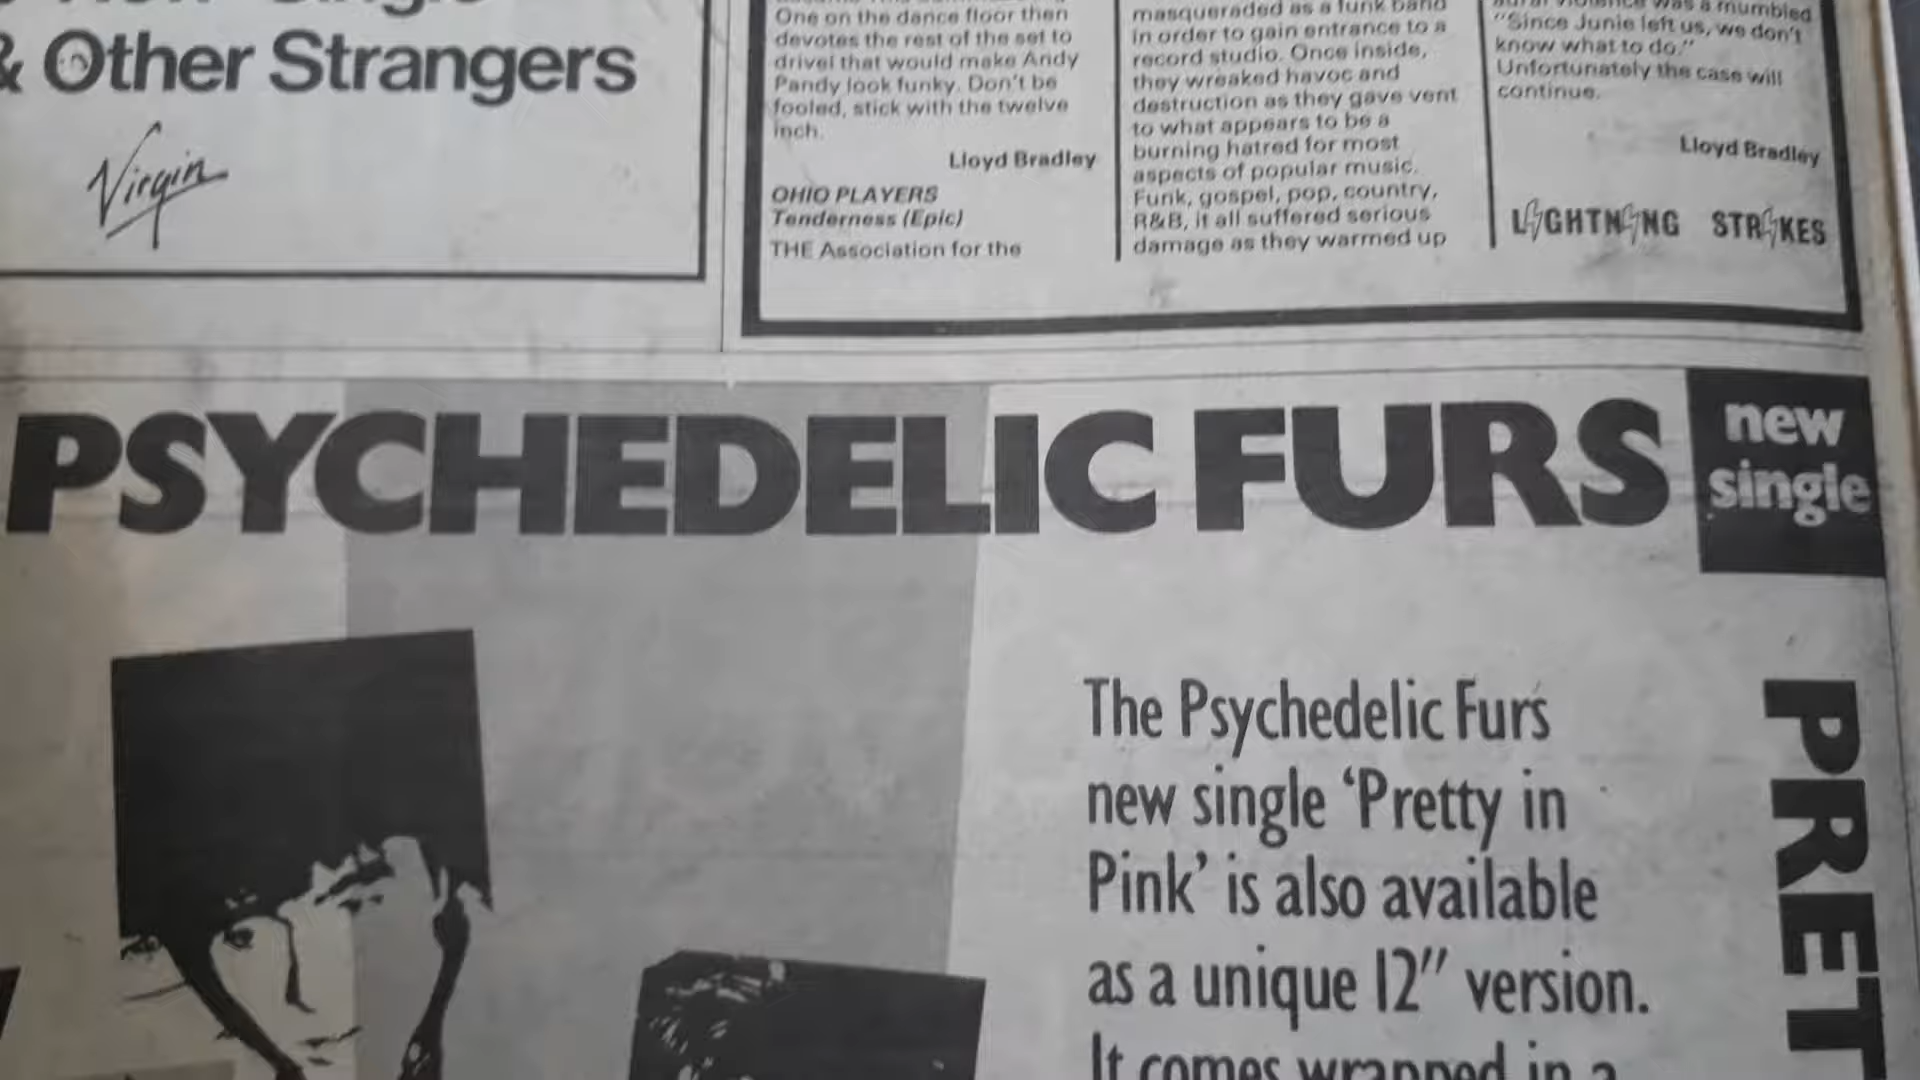 & Other Strangers
Virgin
One on the dance floor then
devotes the rest of the set to
drivel that would make Andy
Pandy look funky. Don't be
fooled, stick with the twelve
inch.
Lloyd Bradley
OHIO PLAYERS
Tenderness (Epic)
THE Association for the
masqueraded as a funk band
in order to gain entrance to a
record studio. Once inside,
they wreaked havoc and
destruction as they gave vent
to what appears to be a
burning hatred for most
aspects of popular music.
Funk, gospel, pop, country,
R&B, it all suffered serious
damage as they warmed up
was a mumbled
"Since Junie left us, we don't
know what to do."
Unfortunately the case will
continue.
Lloyd Bradley
LIGHTNING STRIKES
PSYCHEDELIC FURS
new
single
The Psychedelic Furs
new single ‘Pretty in
Pink’ is also available
as a unique 12” version.
It comes wrapped in a
PRET